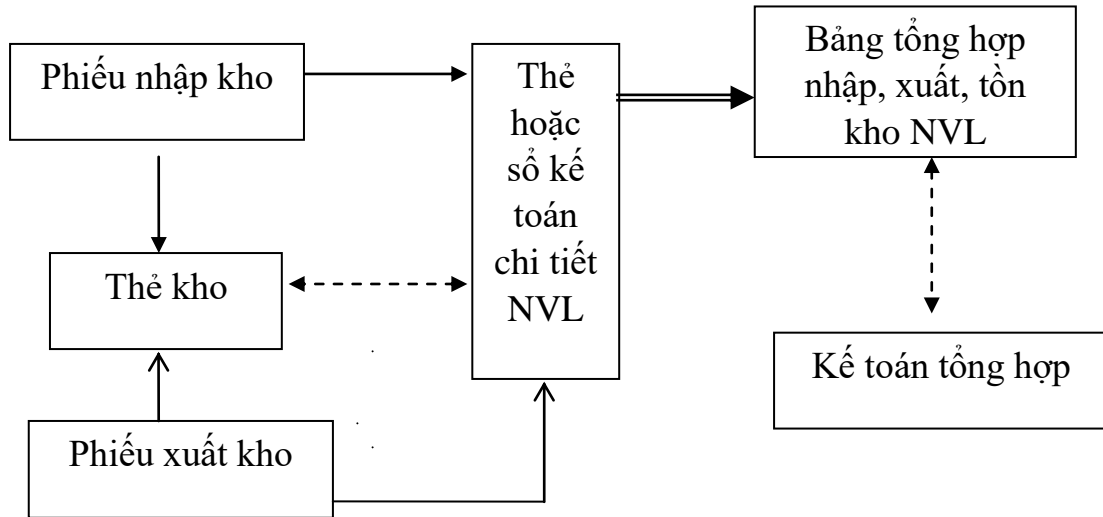 Phiếu nhập kho
Thẻ
hoặc
sổ kế
toán
chi tiết
NVL
Bảng tổng hợp
nhập, xuất, tồn
kho NVL
Thẻ kho
Kế toán tổng hợp
Phiếu xuất kho